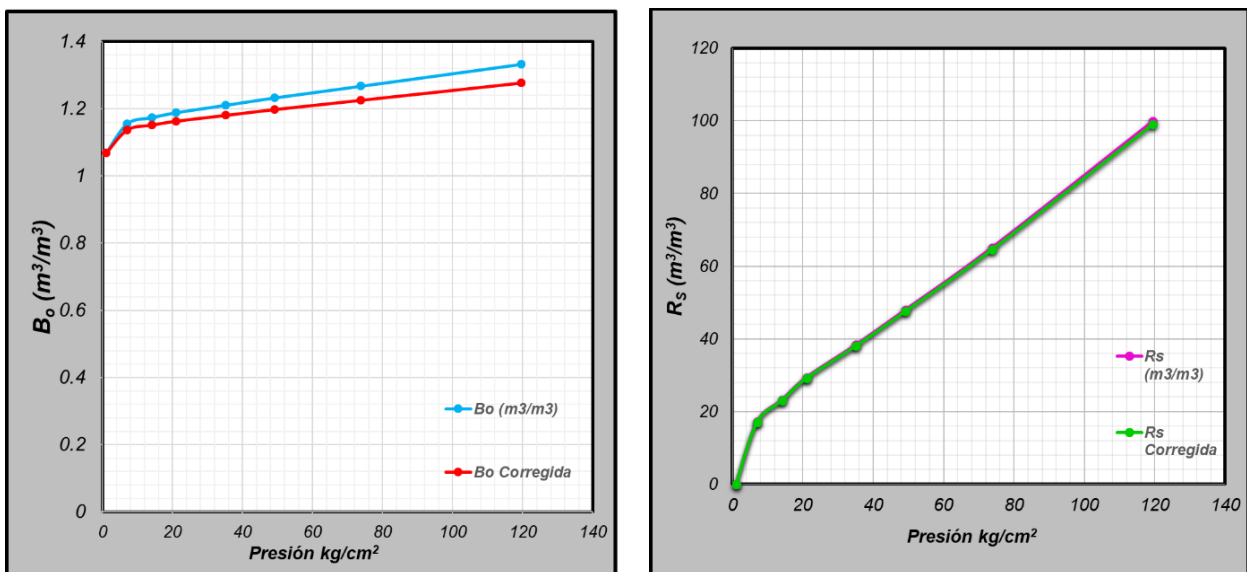 1.4
1.2
1
0.8
0.6
0.4
0.2
0
Bo (m³/m³)
Bo (m3/m3)
Bo Corregida
0 20 40 60 80 100 120 140
Presión kg/cm²
120
100
80
60
40
20
0
RS (m³/m³)
Rs
(m3/m3)
Rs
Corregida
0 20 40 60 80 100 120 140
Presión kg/cm²